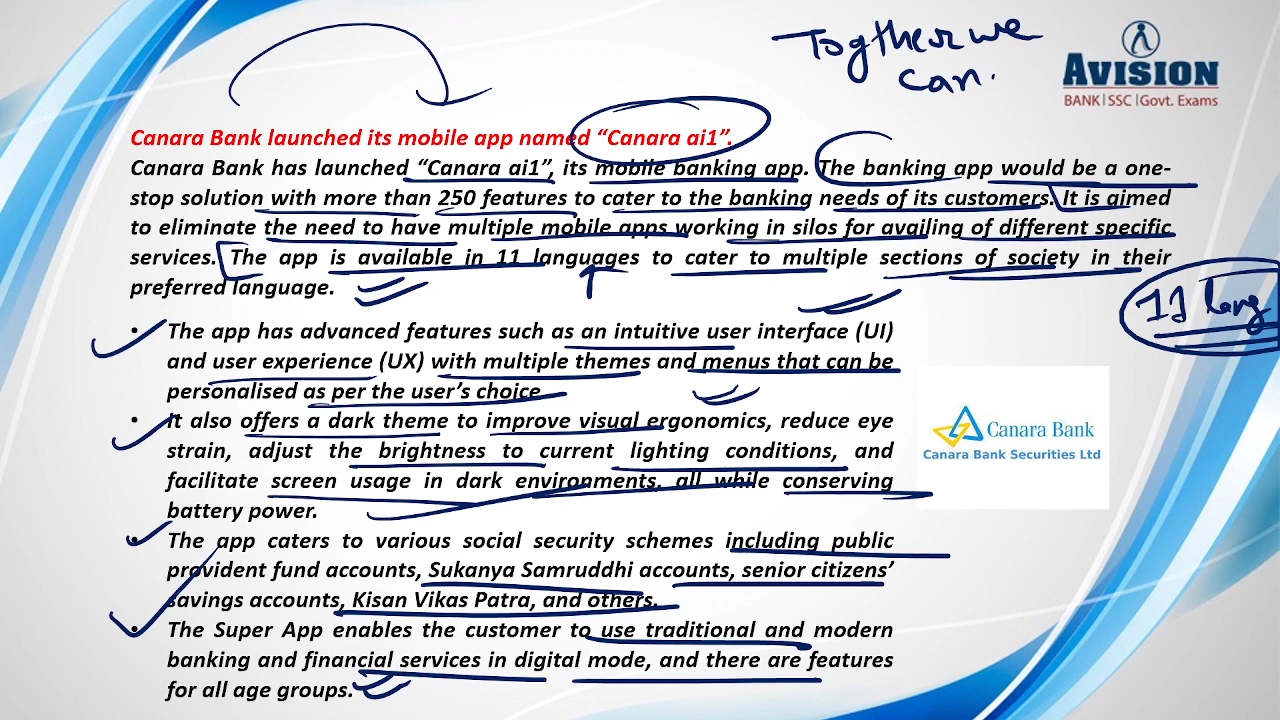 Togther we
can.
AVISION
BANK|SSC|Govt. Exams
Canara Bank launched its mobile app named “Canara ai1”.
Canara Bank has launched “Canara ai1”, its mobile banking app. The banking app would be a one-
stop solution with more than 250 features to cater to the banking needs of its customers. It is aimed
to eliminate the need to have multiple mobile apps working in silos for availing of different specific
services. The app is available in 11 languages to cater to multiple sections of society in their
preferred language.
11 lang
• The app has advanced features such as an intuitive user interface (UI)
and user experience (UX) with multiple themes and menus that can be
personalised as per the user’s choice.
• It also offers a dark theme to improve visual ergonomics, reduce eye
strain, adjust the brightness to current lighting conditions, and
facilitate screen usage in dark environments, all while conserving
battery power.
• The app caters to various social security schemes including public
provident fund accounts, Sukanya Samruddhi accounts, senior citizens’
savings accounts, Kisan Vikas Patra, and others.
• The Super App enables the customer to use traditional and modern
banking and financial services in digital mode, and there are features
for all age groups.
Canara Bank
Canara Bank Securities Ltd